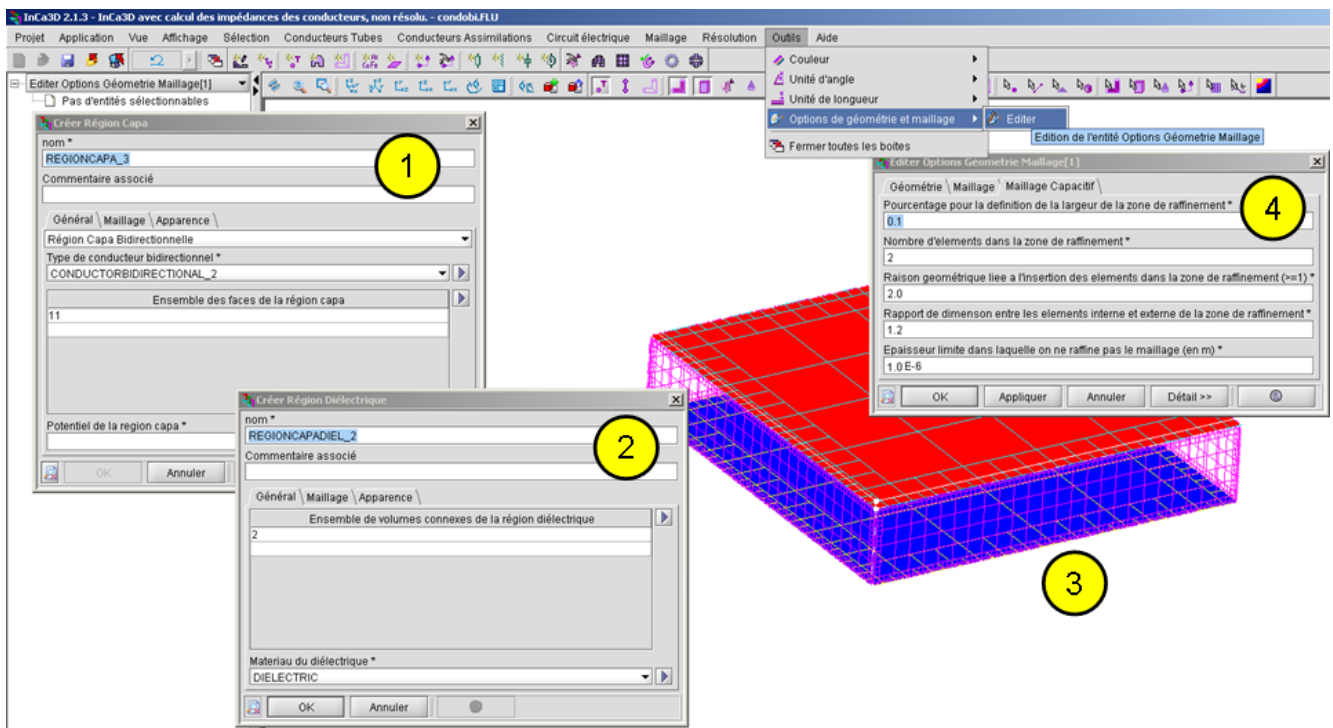 InCa3D 2.1.3 - InCa3D avec calcul des impédances des conducteurs, non résolu. - condobi.FLU
Projet Application Vue Affichage Sélection Conducteurs Tubes Conducteurs Assimilations Circuit électrique Maillage Résolution Outils Aide
Couleur
Unité d'angle
Unité de longueur
Options de géométrie et maillage
Editer
Fermer toutes les boites
Edition de l'entité Options Géometrie Maillage
Editer Options Géometrie Maillage[1]
Pas d'entités sélectionnables
Créer Région Capa
nom *
REGIONCAPA_3
1
Commentaire associé
Général Maillage Apparence
Région Capa Bidirectionnelle
Type de conducteur bidirectionnel *
CONDUCTORBIDIRECTIONAL_2
Ensemble des faces de la région capa
11
Potentiel de la region capa *
OK Annuler
Créer Région Diélectrique
nom *
REGIONCAPADIEL_2
2
Commentaire associé
Général Maillage Apparence
Ensemble de volumes connexes de la région diélectrique
2
Materiau du diélectrique *
DIELECTRIC
OK Annuler
3
Editer Options Géometrie Maillage[1]
Géométrie Maillage Maillage Capacitif
4
Pourcentage pour la definition de la largeur de la zone de raffinement *
0.1
Nombre d'elements dans la zone de raffinement *
2
Raison geométrique liee a l'insertion des elements dans la zone de raffinement (>=1) *
2.0
Rapport de dimenson entre les elements interne et externe de la zone de raffinement *
1.2
Epaisseur limite dans laquelle on ne raffine pas le maillage (en m) *
1.0E-6
OK Appliquer Annuler Détail >>